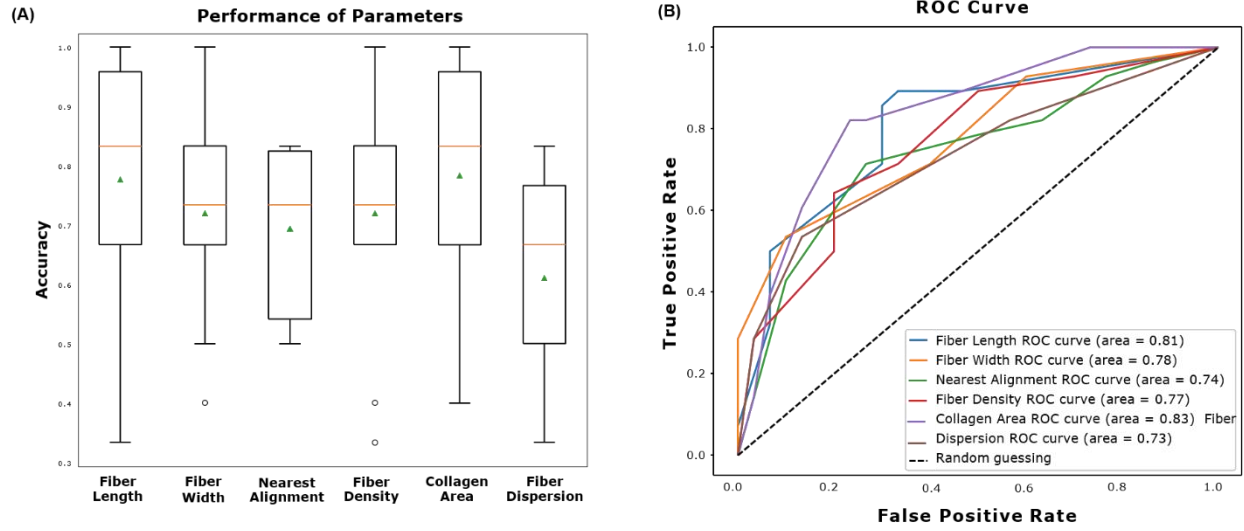 (A)
Performance of Parameters
1.0
0.9
0.8
0.7
0.6
0.5
0.4
0.3
Accuracy
Fiber Length
Fiber Width
Nearest Alignment
Fiber Density
Collagen Area
Fiber Dispersion
(B)
ROC Curve
1.0
0.8
0.6
0.4
0.2
0.0
True Positive Rate
Fiber Length ROC curve (area = 0.81)
Fiber Width ROC curve (area = 0.78)
Nearest Alignment ROC curve (area = 0.74)
Fiber Density ROC curve (area = 0.77)
Collagen Area ROC curve (area = 0.83) Fiber
Dispersion ROC curve (area = 0.73)
Random guessing
0.0
0.2
0.4
0.6
0.8
1.0
False Positive Rate